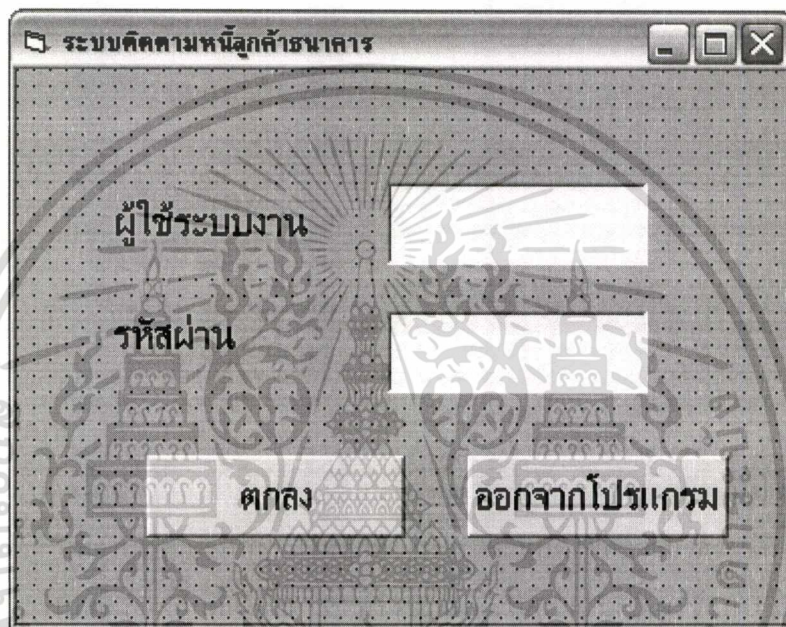 ระบบติดตามหนี้ลูกค้าธนาคาร
ผู้ใช้ระบบงาน
รหัสผ่าน
ตกลง
ออกจากโปรแกรม